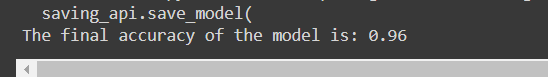 saving_api.save_model(
The final accuracy of the model is: 0.96